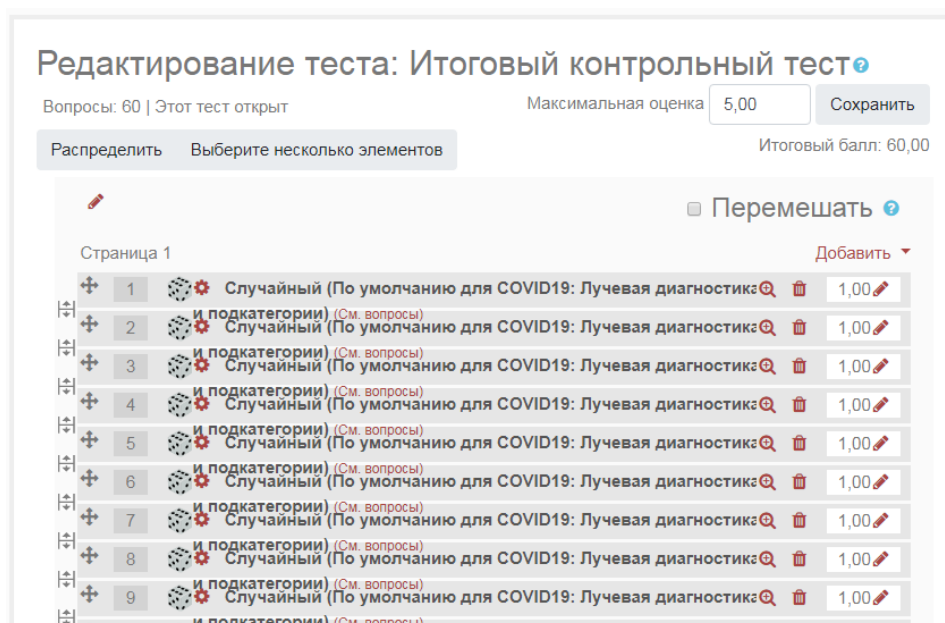 Редактирование теста: Итоговый контрольный тест
Вопросы: 60 | Этот тест открыт
Максимальная оценка 5,00 Сохранить
Распределить Выберите несколько элементов
Итоговый балл: 60,00
Перемешать
Страница 1
Добавить
1 Случайный (По умолчанию для COVID19: Лучевая диагностика 1,00
и подкатегории) (См. вопросы)
2 Случайный (По умолчанию для COVID19: Лучевая диагностика 1,00
и подкатегории) (См. вопросы)
3 Случайный (По умолчанию для COVID19: Лучевая диагностика 1,00
и подкатегории) (См. вопросы)
4 Случайный (По умолчанию для COVID19: Лучевая диагностика 1,00
и подкатегории) (См. вопросы)
5 Случайный (По умолчанию для COVID19: Лучевая диагностика 1,00
и подкатегории) (См. вопросы)
6 Случайный (По умолчанию для COVID19: Лучевая диагностика 1,00
и подкатегории) (См. вопросы)
7 Случайный (По умолчанию для COVID19: Лучевая диагностика 1,00
и подкатегории) (См. вопросы)
8 Случайный (По умолчанию для COVID19: Лучевая диагностика 1,00
и подкатегории) (См. вопросы)
9 Случайный (По умолчанию для COVID19: Лучевая диагностика 1,00
и подкатегории) (См. вопросы)